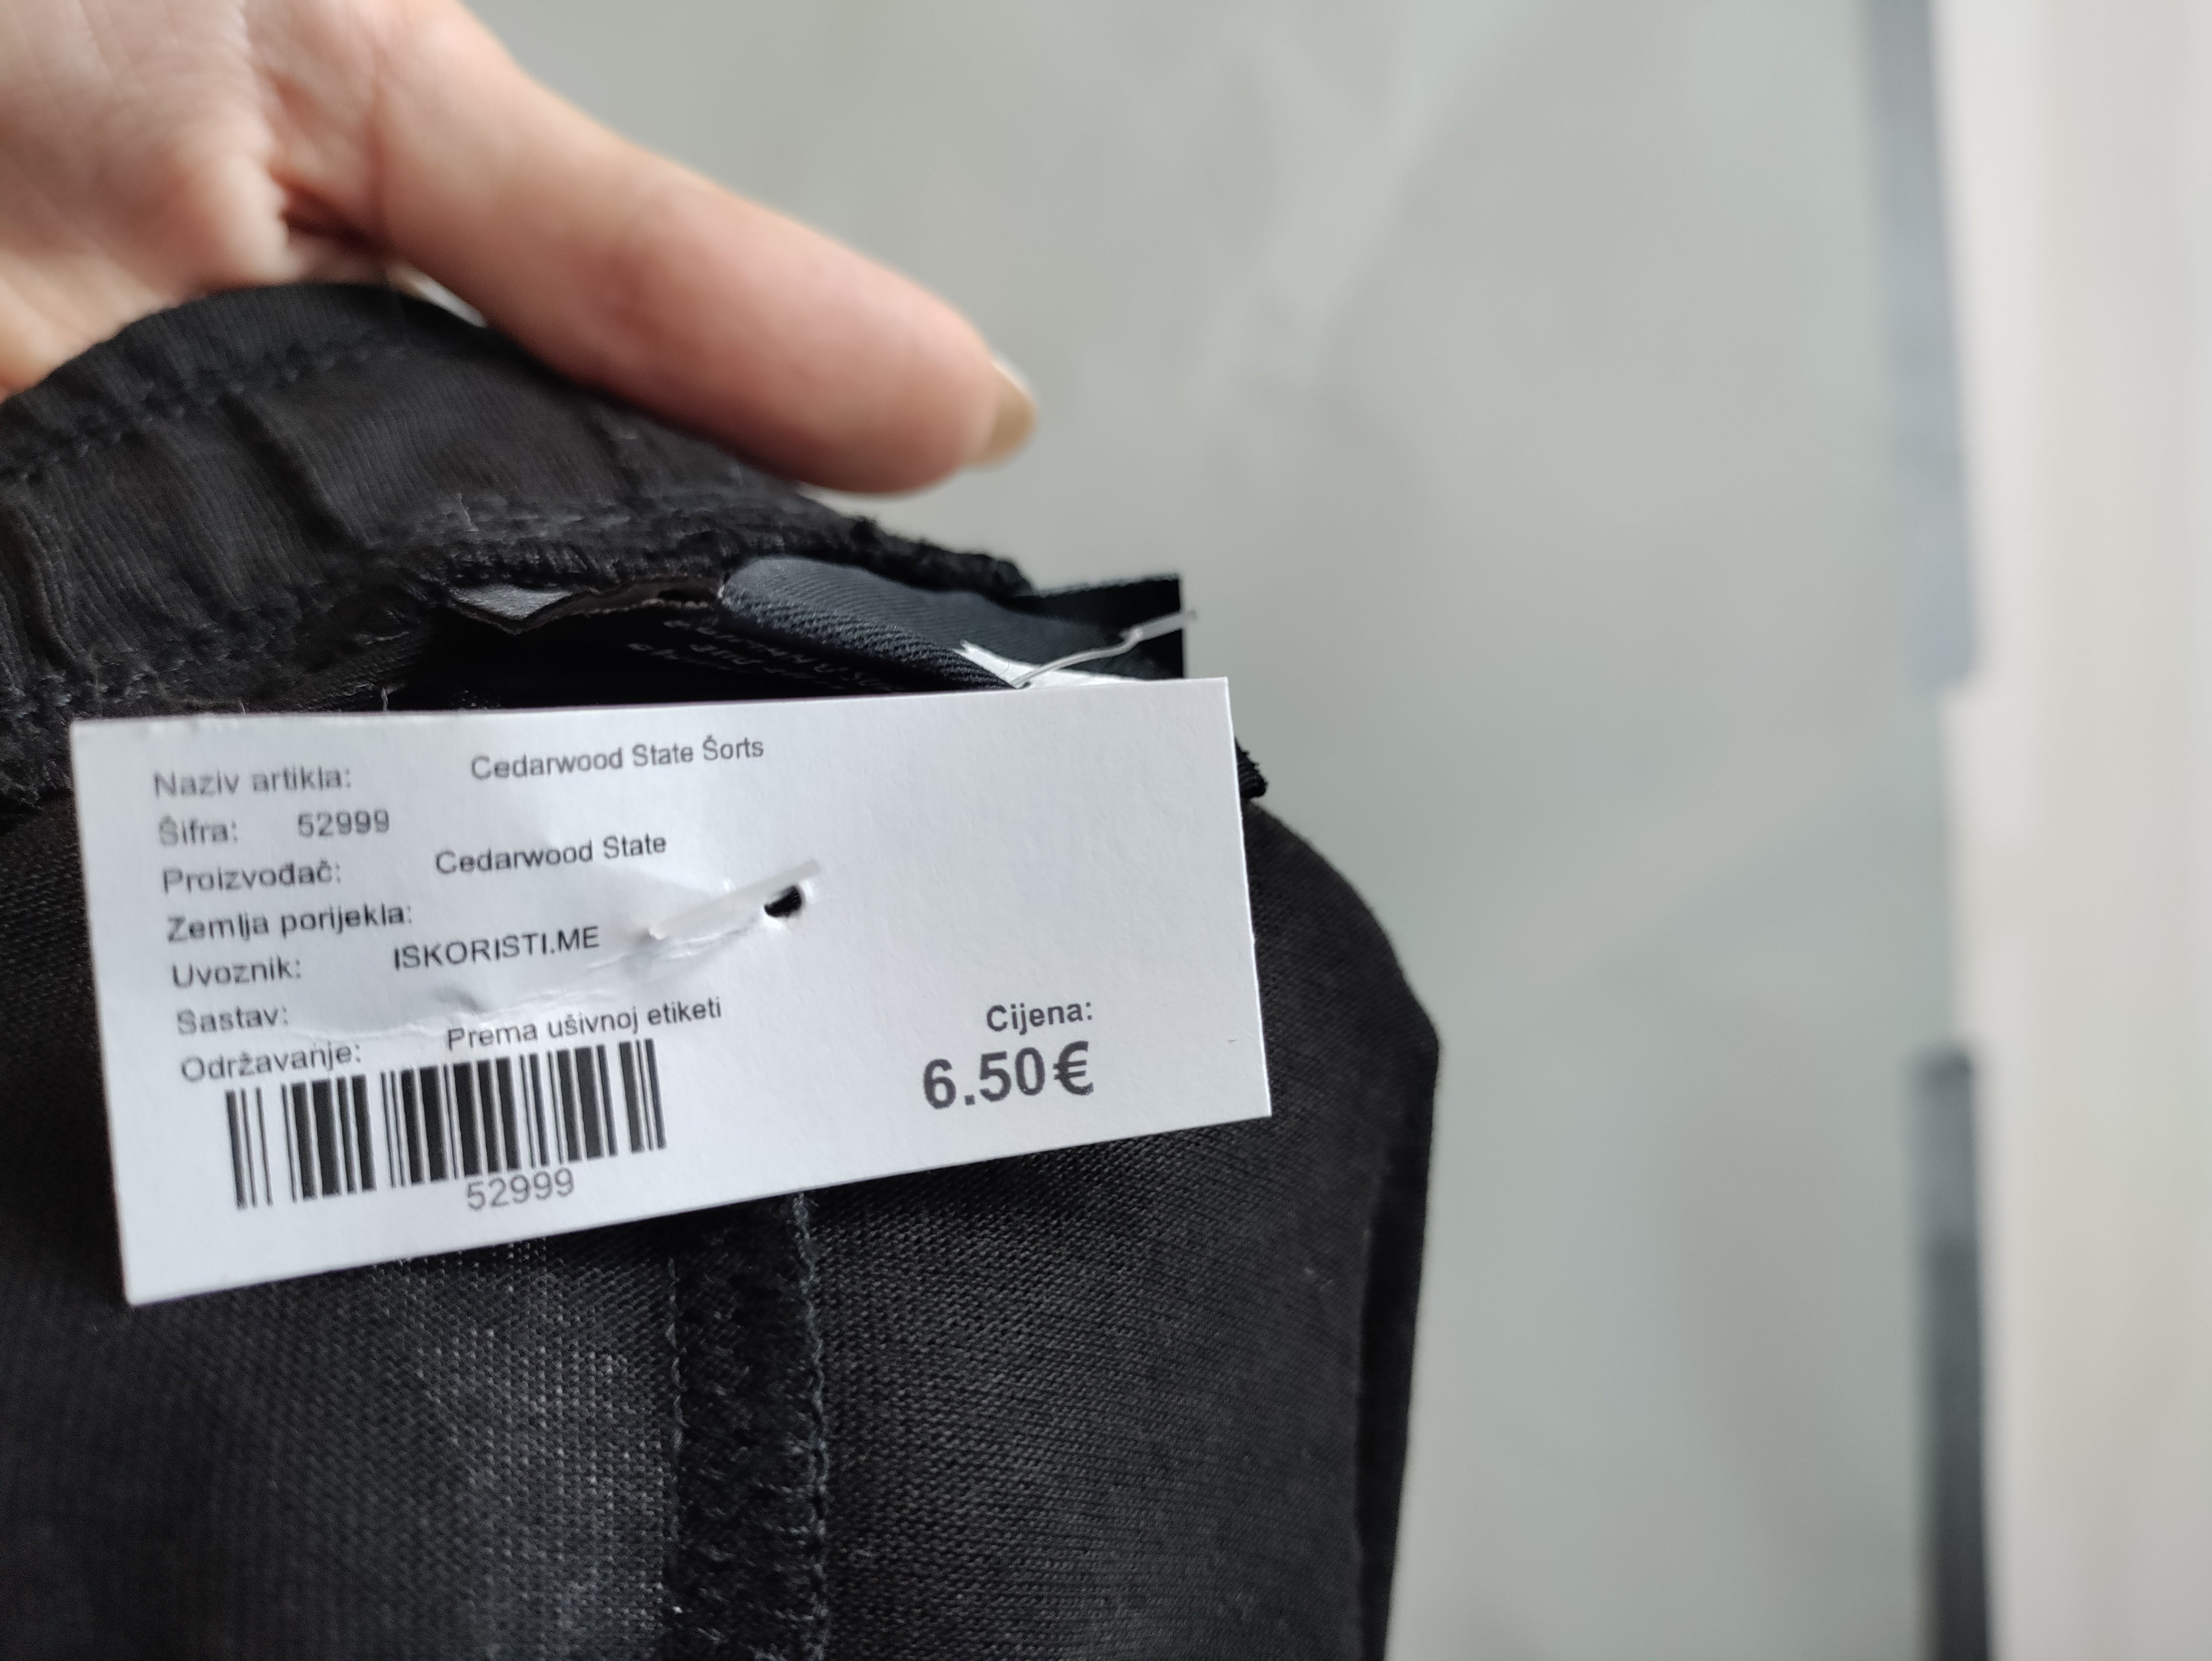 Naziv artikla: Cedarwood State Šorts
Šifra: 52999
Proizvođač: Cedarwood State
Zemlja porijekla:
Uvoznik: ISKORISTI.ME
Sastav:
Održavanje: Prema ušivnoj etiketi
52999
Cijena:
6.50€